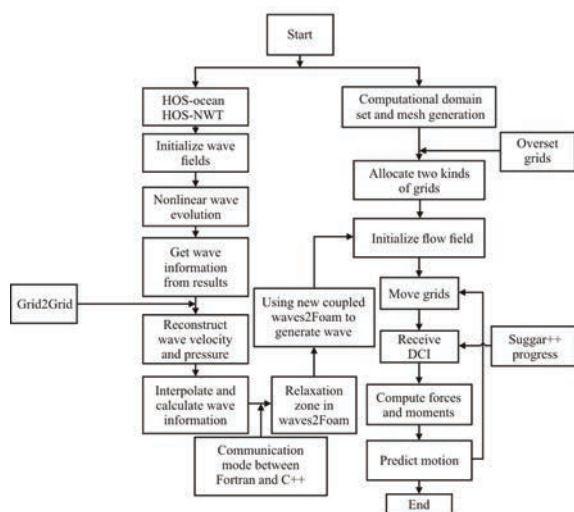 Start
HOS-ocean
HOS-NWT
Initialize wave
fields
Nonlinear wave
evolution
Get wave
information
from results
Grid2Grid
Reconstruct
wave velocity
and pressure
Interpolate and
calculate wave
information
Communication
mode between
Fortran and C++
Relaxation
zone in
waves2Foam
Using new coupled
waves2Foam to
generate wave
Computational domain
set and mesh generation
Overset
grids
Allocate two kinds
of grids
Initialize flow field
Move grids
Receive
DCI
Suggar++
progress
Compute forces
and moments
Predict motion
End